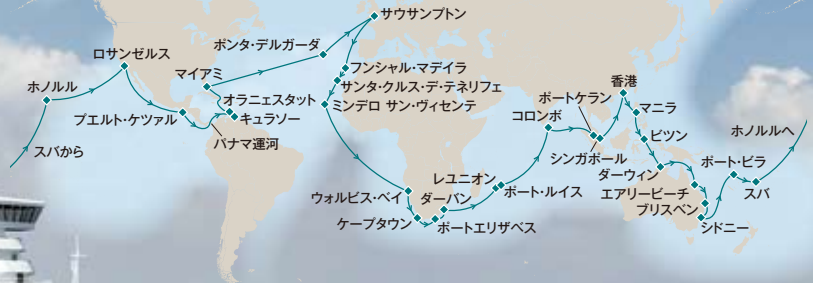 サウサンプトン
ポンタ・デルガーダ
ロサンゼルス
マイアミ
フンシャル・マデイラ
サンタ・クルス・デ・テネリフェ
ホノルル
オラニェスタット
ミンデロ サン・ヴィセンテ
プエルト・ケツァル
キュラソー
パナマ運河
スバから
香港
ポートケラン
マニラ
コロンボ
ビツン
ホノルルへ
シンガポール
ダーウィン
ポート・ビラ
レユニオン
ポート・ルイス
エアリービーチ
スバ
ウォルビス・ベイ
ダーバン
ブリスベン
ケープタウン
ポートエリザベス
シドニー